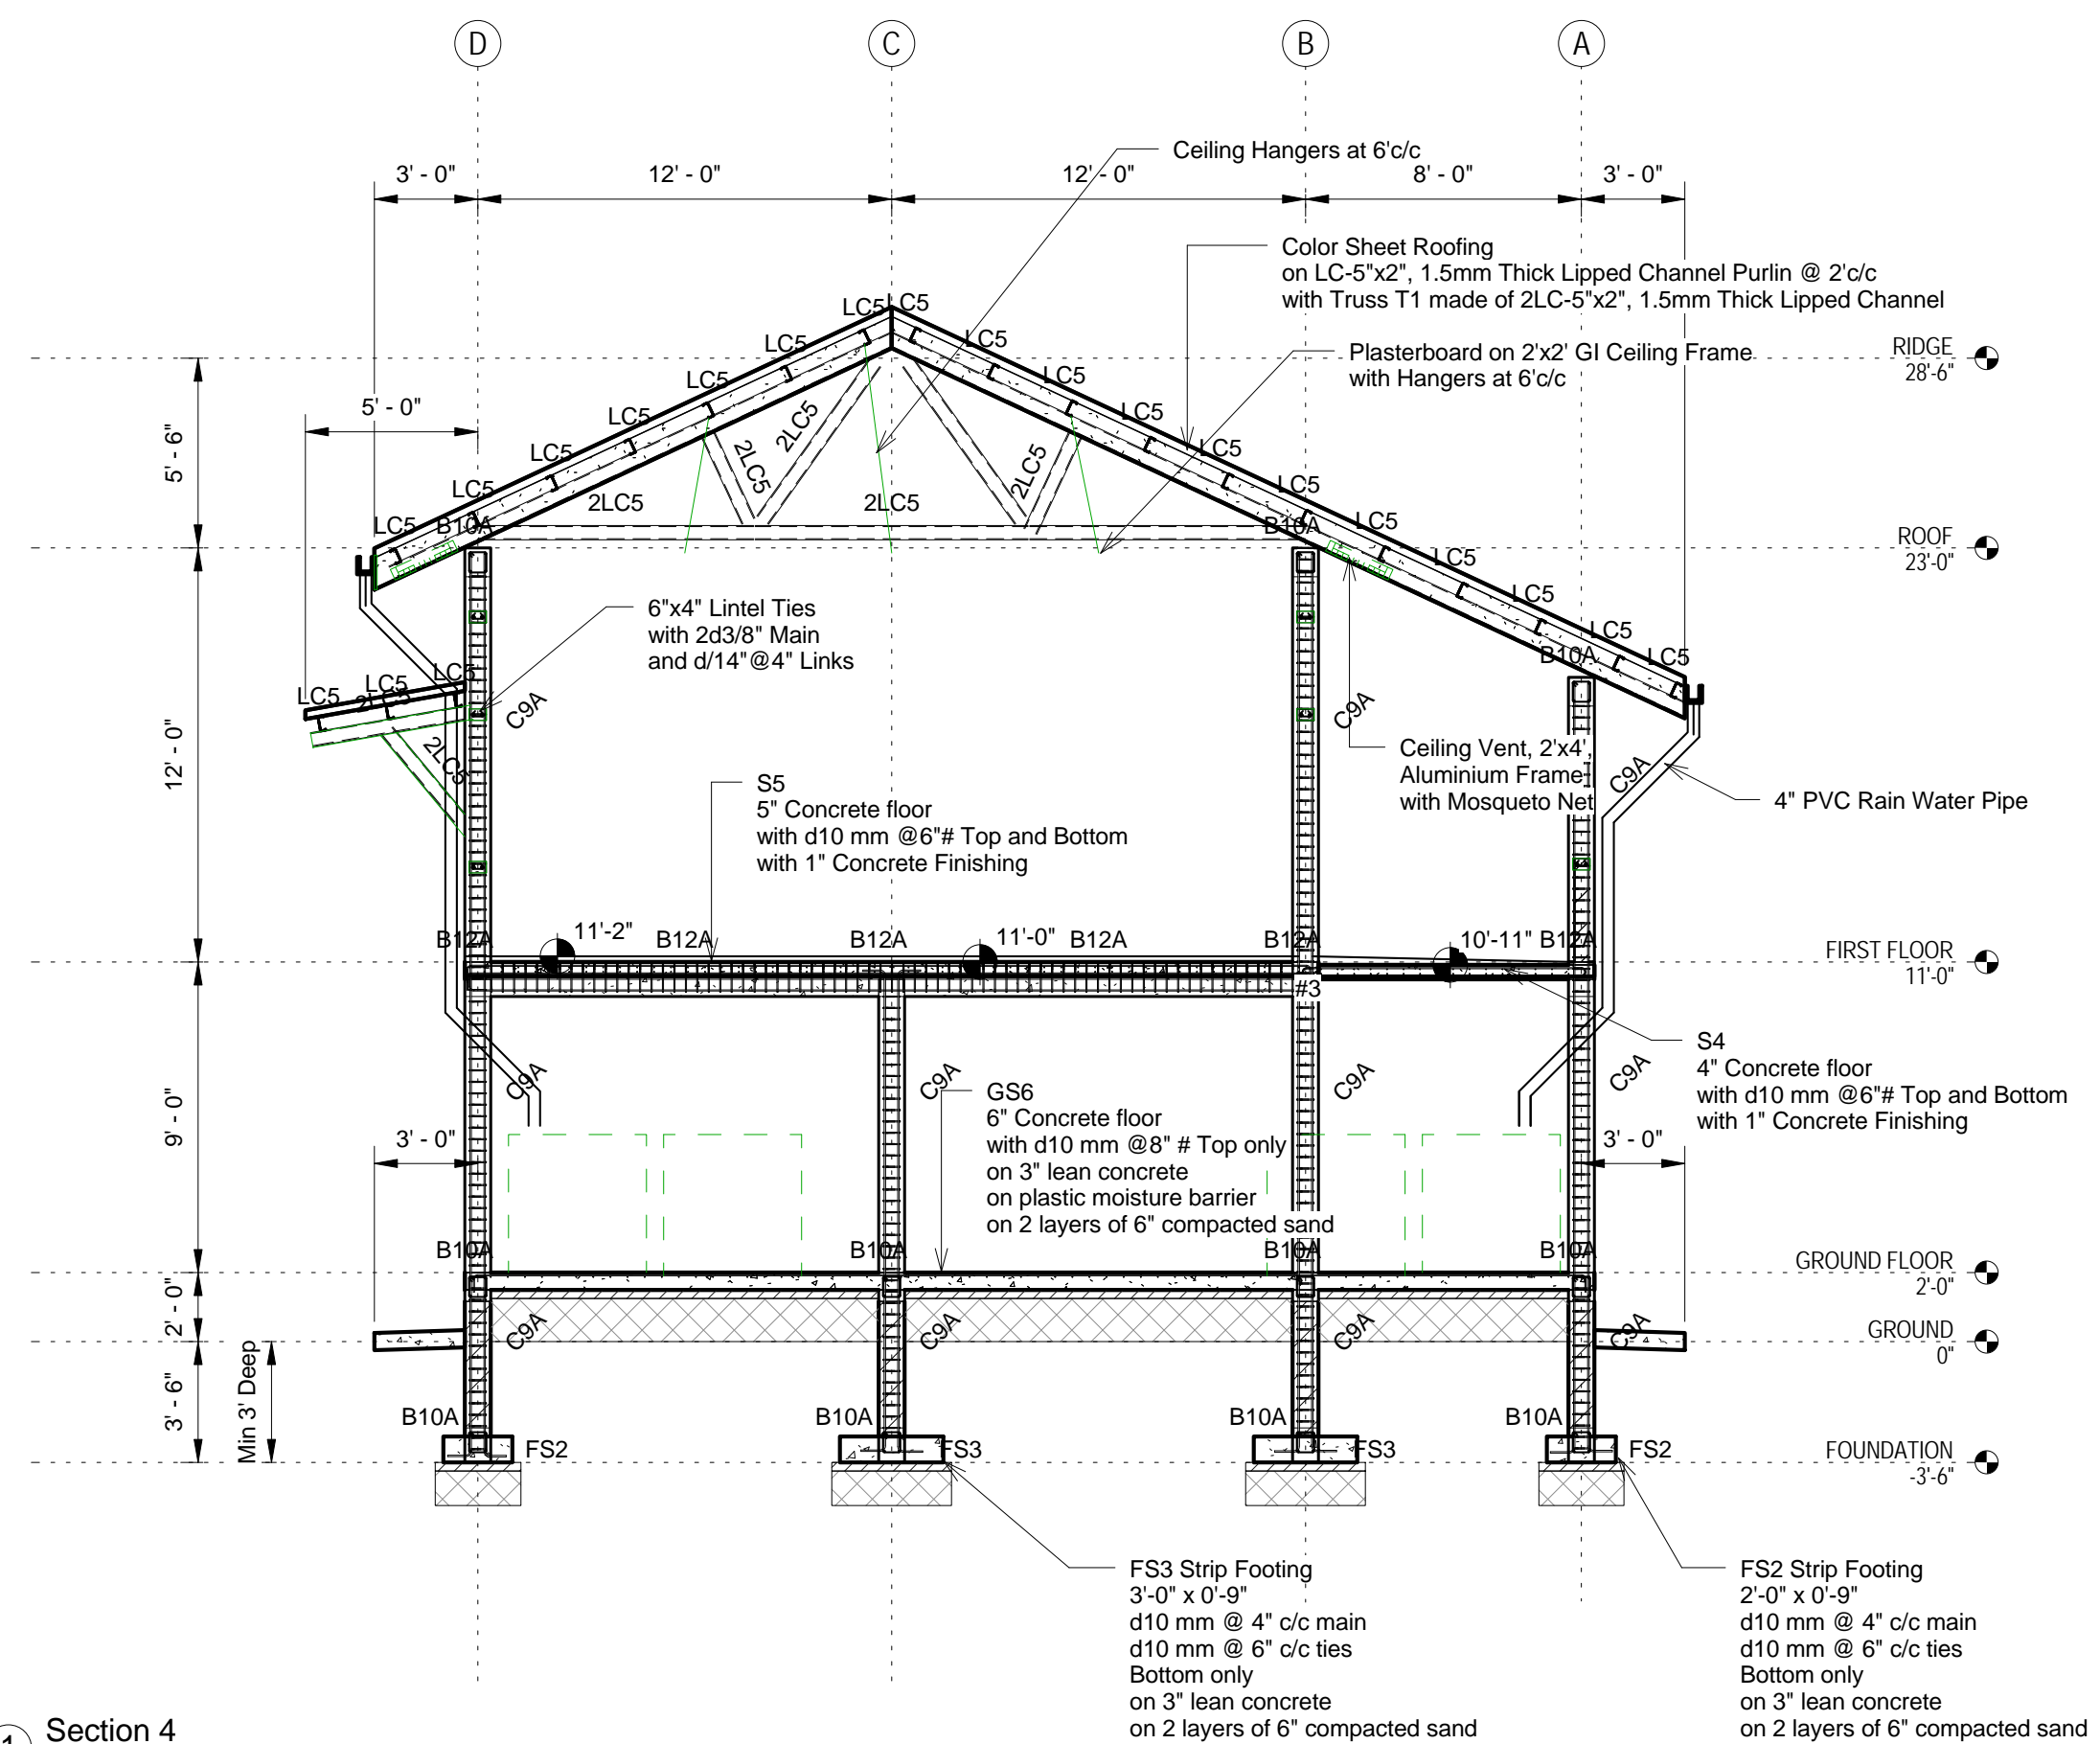 D
C
B
A
Ceiling Hangers at 6'c/c
3' - 0"
12' - 0"
12' - 0"
8' - 0"
3' - 0"
Color Sheet Roofing
on LC-5"x2", 1.5mm Thick Lipped Channel Purlin @ 2'c/c
with Truss T1 made of 2LC-5"x2", 1.5mm Thick Lipped Channel
LC5
LC5
LC5
LC5
RIDGE
28'-6"
Plasterboard on 2'x2' GI Ceiling Frame
with Hangers at 6'c/c
LC5
LC5
5' - 0"
LC5
LC5
2LC5
5' - 6"
LC5
LC5
2LC5
2LC5
LC5
LC5
2LC5
2LC5
LC5
B10A
B10A
LC5
ROOF
23'-0"
LC5
6"x4" Lintel Ties
with 2d3/8" Main
and d/14"@4" Links
LC5
LC5
B10A
LC5
LC5
LC5
LC5
2LC5
C9A
C9A
2LC5
12' - 0"
Ceiling Vent, 2'x4',
Aluminium Frame
with Mosqueto Net
C9A
4" PVC Rain Water Pipe
S5
5" Concrete floor
with d10 mm @6"# Top and Bottom
with 1" Concrete Finishing
B12A
11'-2"
B12A
B12A
11'-0"
B12A
B12A
10'-11"
B12A
FIRST FLOOR
11'-0"
#3
S4
4" Concrete floor
with d10 mm @6"# Top and Bottom
with 1" Concrete Finishing
C9A
C9A
C9A
C9A
GS6
6" Concrete floor
with d10 mm @8" # Top only
on 3" lean concrete
on plastic moisture barrier
on 2 layers of 6" compacted sand
9' - 0"
3' - 0"
3' - 0"
B10A
B10A
B10A
B10A
GROUND FLOOR
2'-0"
2' - 0"
C9A
C9A
C9A
C9A
GROUND
0"
3' - 6"
Min 3' Deep
B10A
B10A
B10A
B10A
FS2
FS3
FS3
FS2
FOUNDATION
-3'-6"
FS3 Strip Footing
3'-0" x 0'-9"
d10 mm @ 4" c/c main
d10 mm @ 6" c/c ties
Bottom only
on 3" lean concrete
on 2 layers of 6" compacted sand
FS2 Strip Footing
2'-0" x 0'-9"
d10 mm @ 4" c/c main
d10 mm @ 6" c/c ties
Bottom only
on 3" lean concrete
on 2 layers of 6" compacted sand
1
Section 4